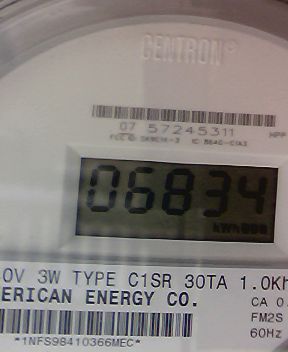 CENTRON®
07 57245311
06834
kWh
0V 3W TYPE C1SR 30TA 1.0Kh
ERICAN ENERGY CO.
CA 0.
FM2S
60Hz
*1NFS98410366MEC*